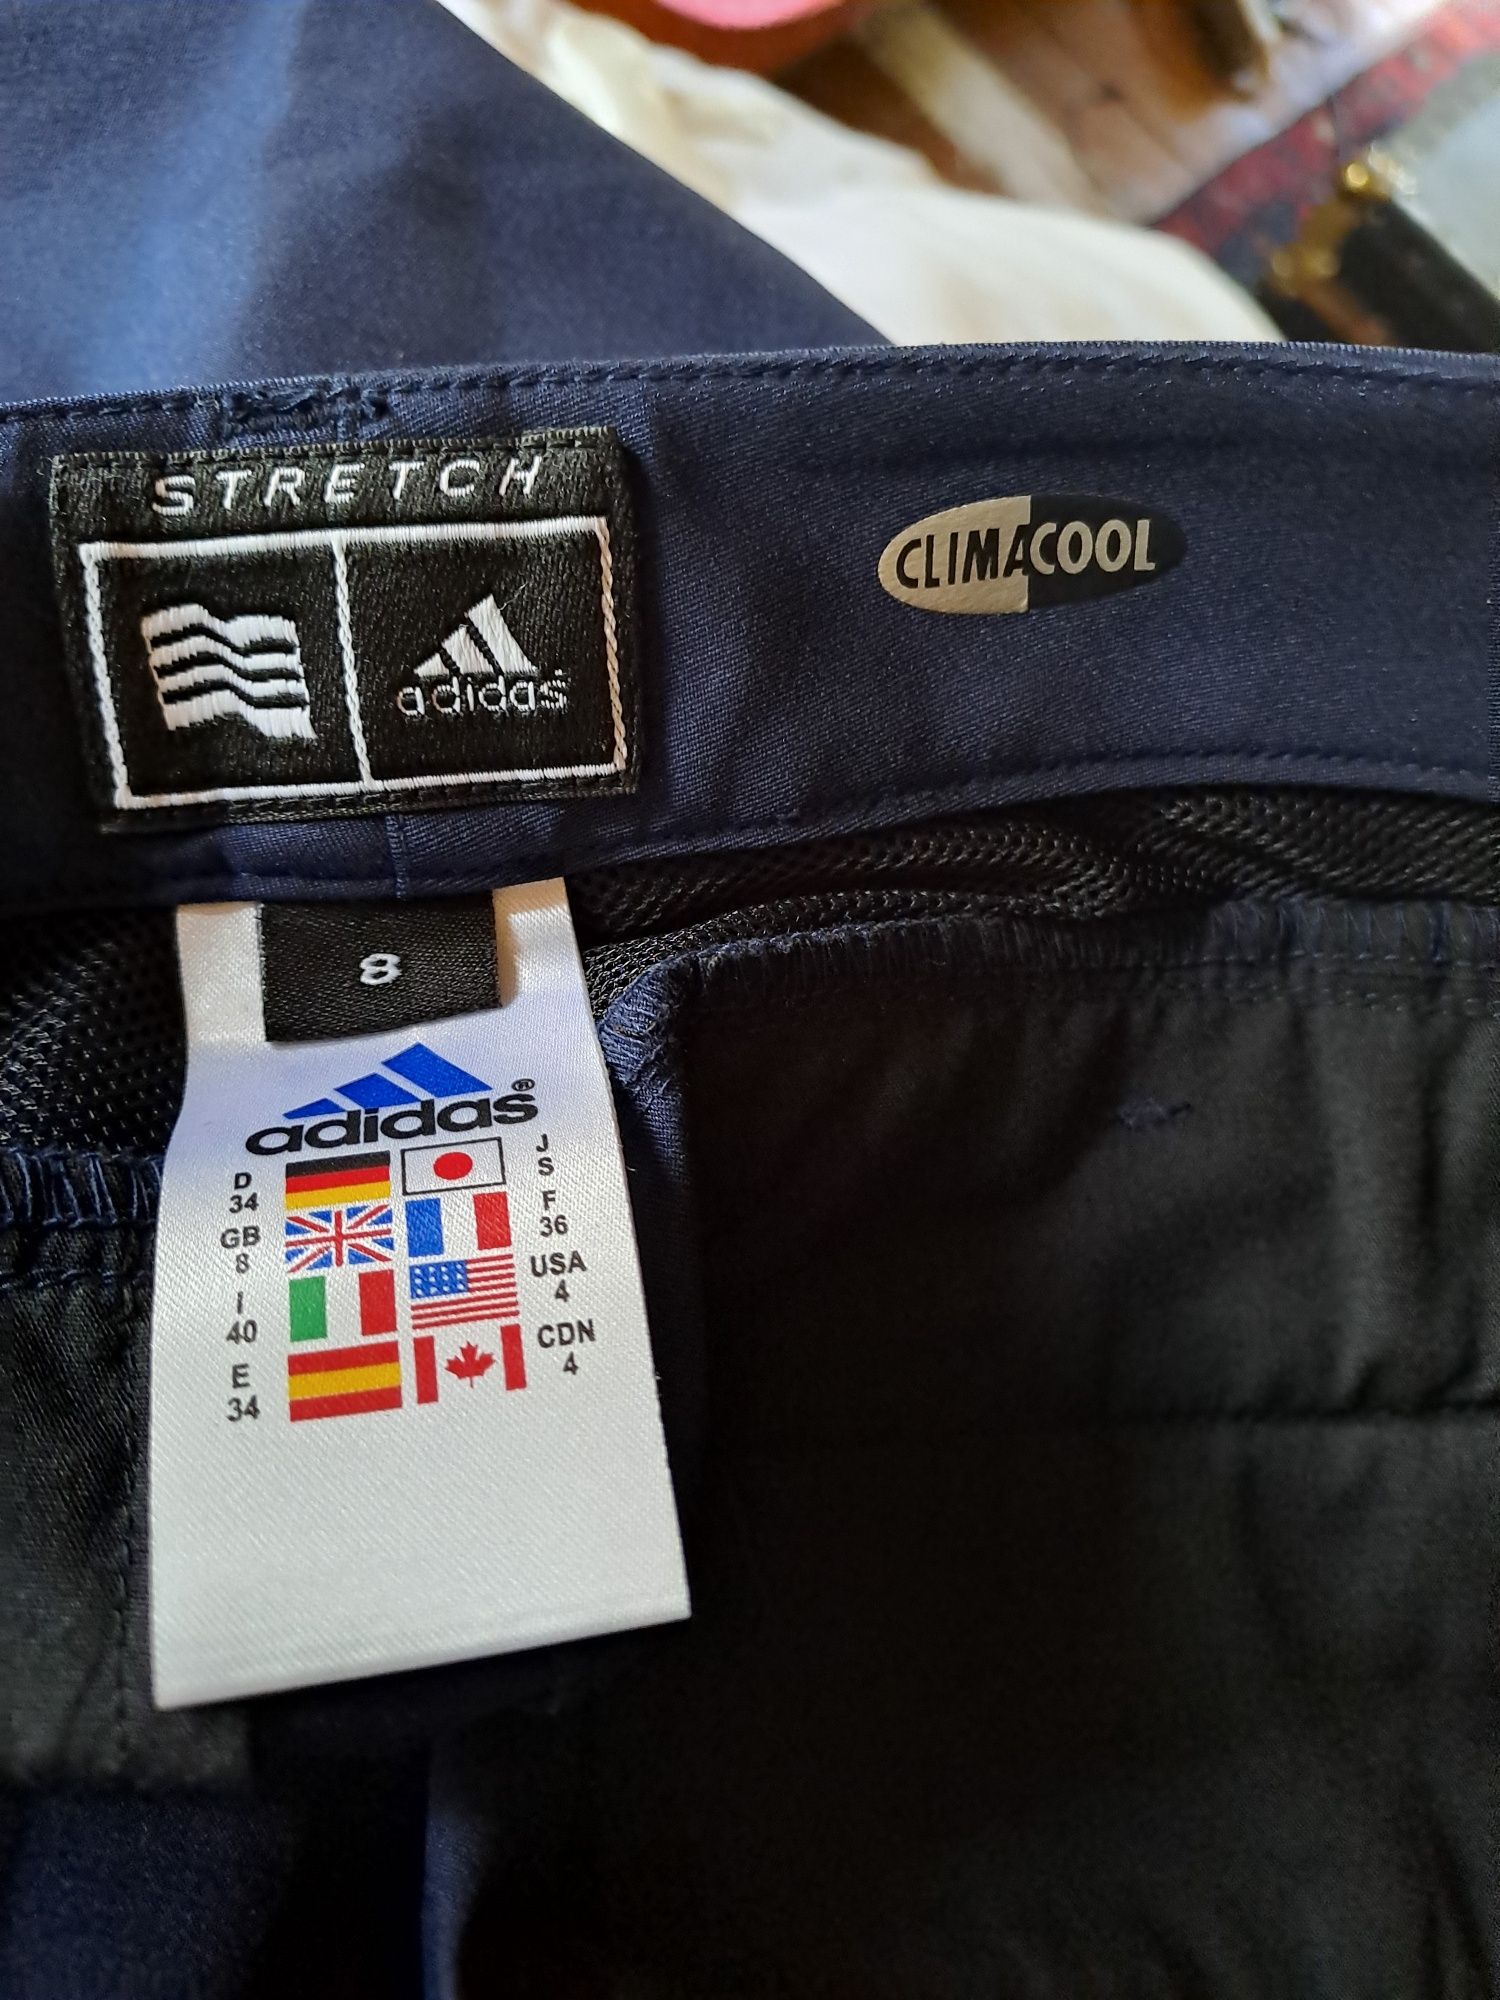 STRETCH
adidas
CLIMACOOL
8
adidas®
D
34
J
S
GB
8
F
36
I
40
USA
4
E
34
CDN
4